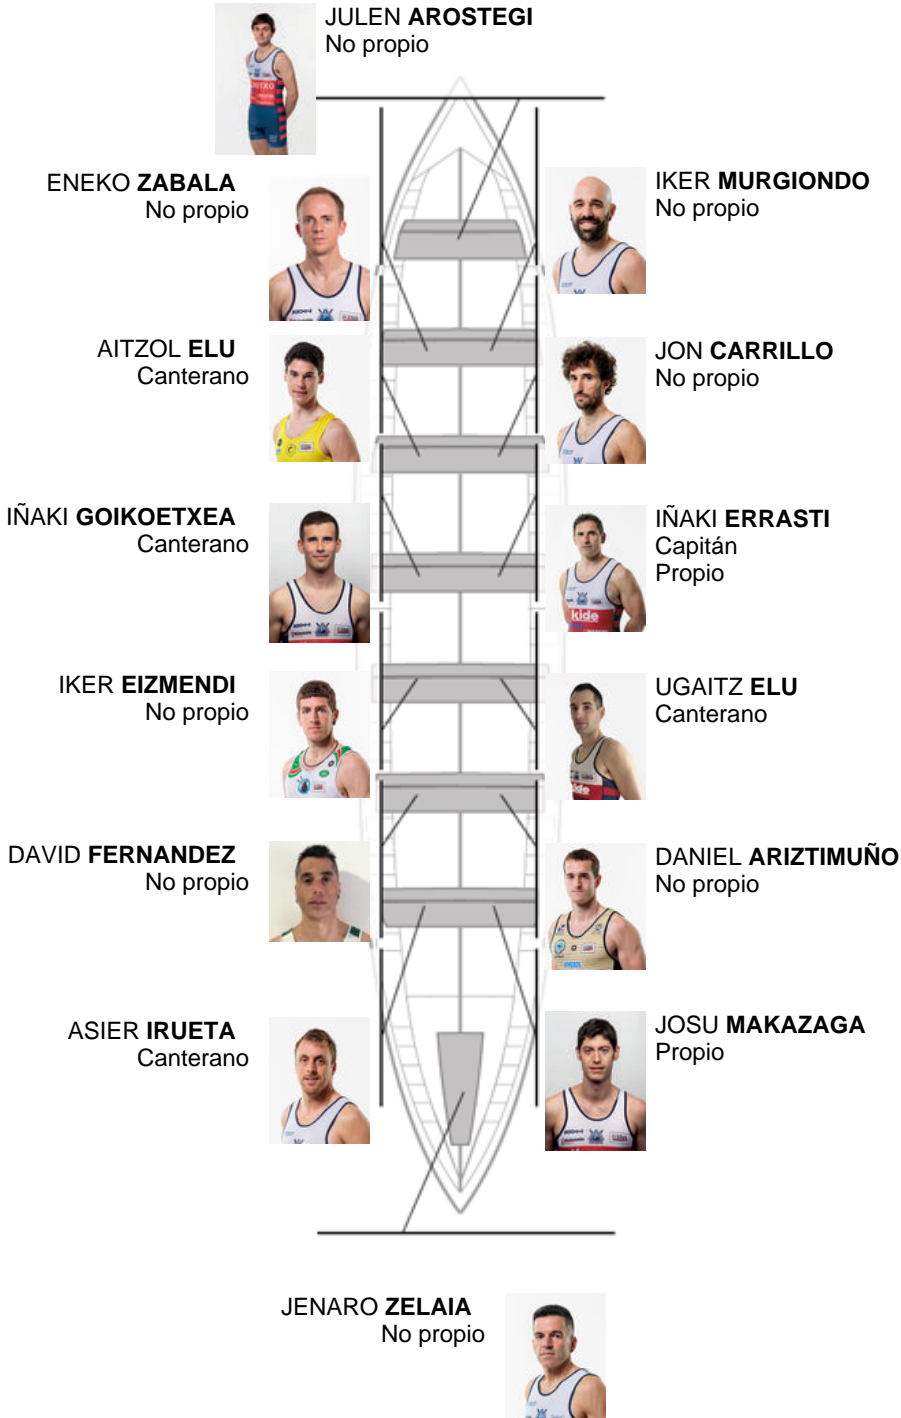 JULEN AROSTEGI
No propio
ENEKO ZABALA
No propio
IKER MURGIONDO
No propio
AITZOL ELU
Canterano
JON CARRILLO
No propio
IÑAKI GOIKOETXEA
Canterano
IÑAKI ERRASTI
Capitán
Propio
kide
IKER EIZMENDI
No propio
UGAITZ ELU
Canterano
kide
DAVID FERNANDEZ
No propio
DANIEL ARIZTIMUÑO
No propio
ASIER IRUETA
Canterano
JOSU MAKAZAGA
Propio
JENARO ZELAIA
No propio